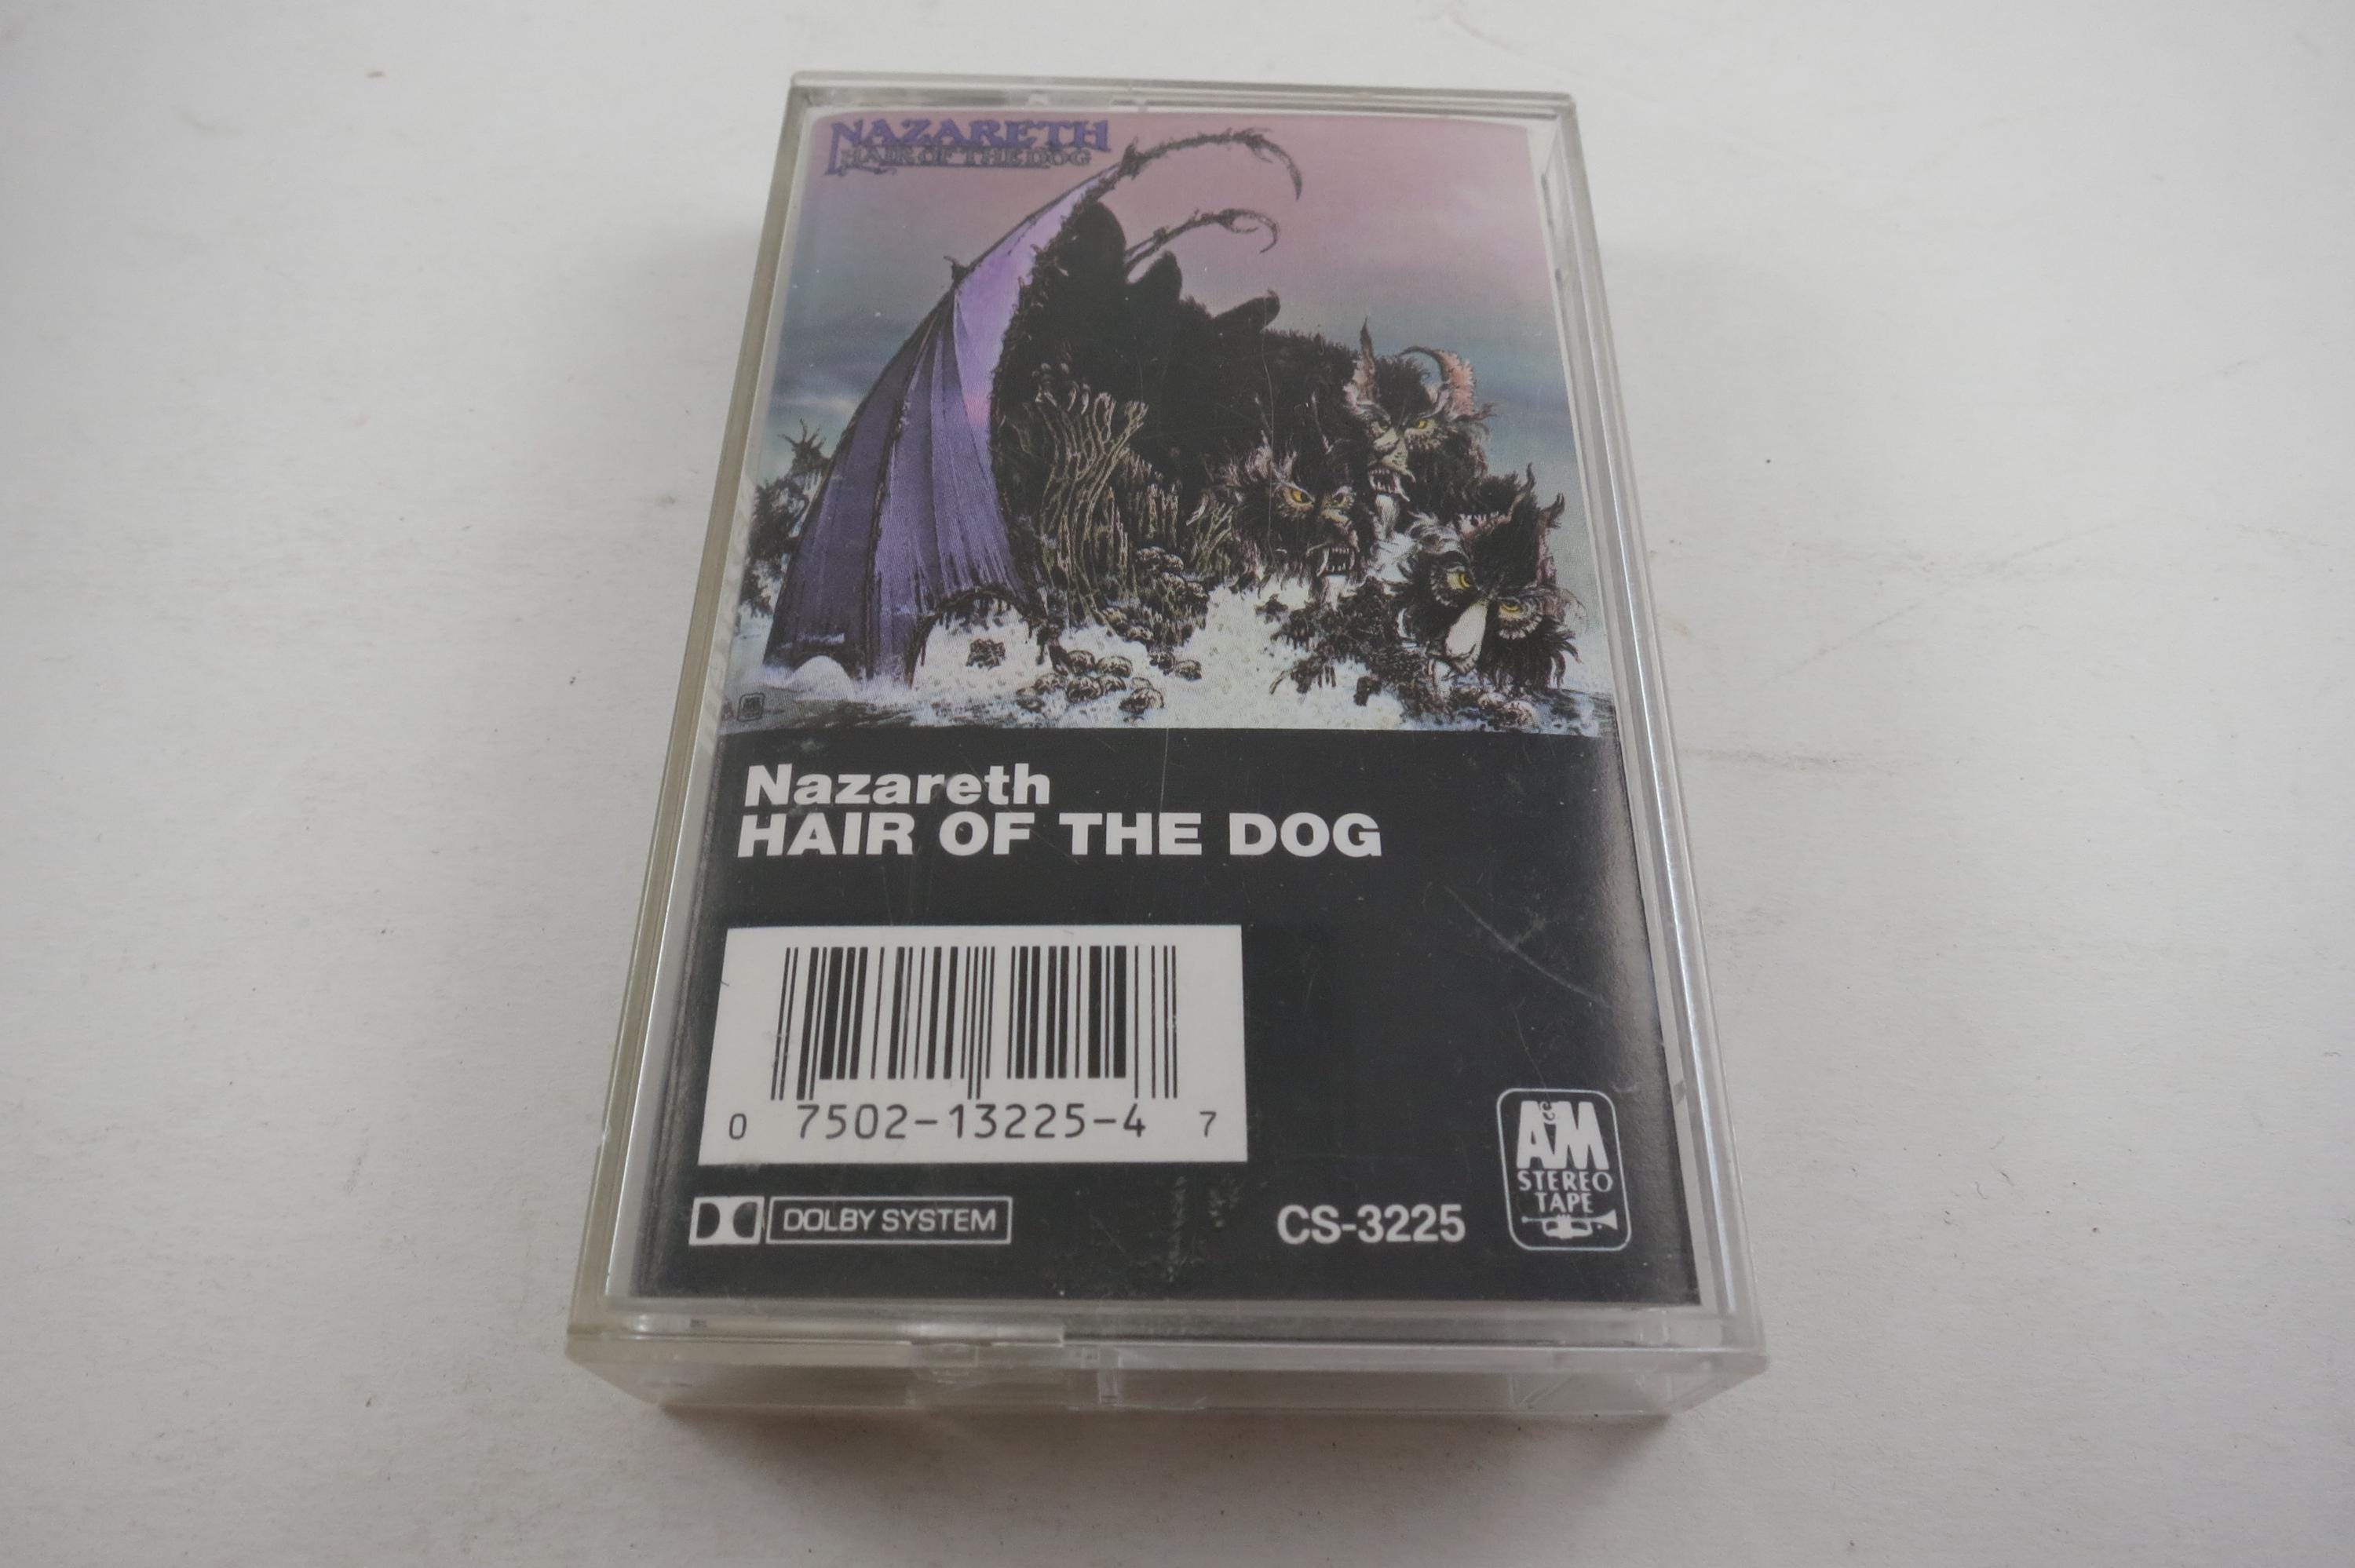 NAZARETH
HAIR OF THE DOG
Nazareth
HAIR OF THE DOG
0 7502-13225-4 7
DOLBY SYSTEM
CS-3225
A&M
STEREO
TAPE